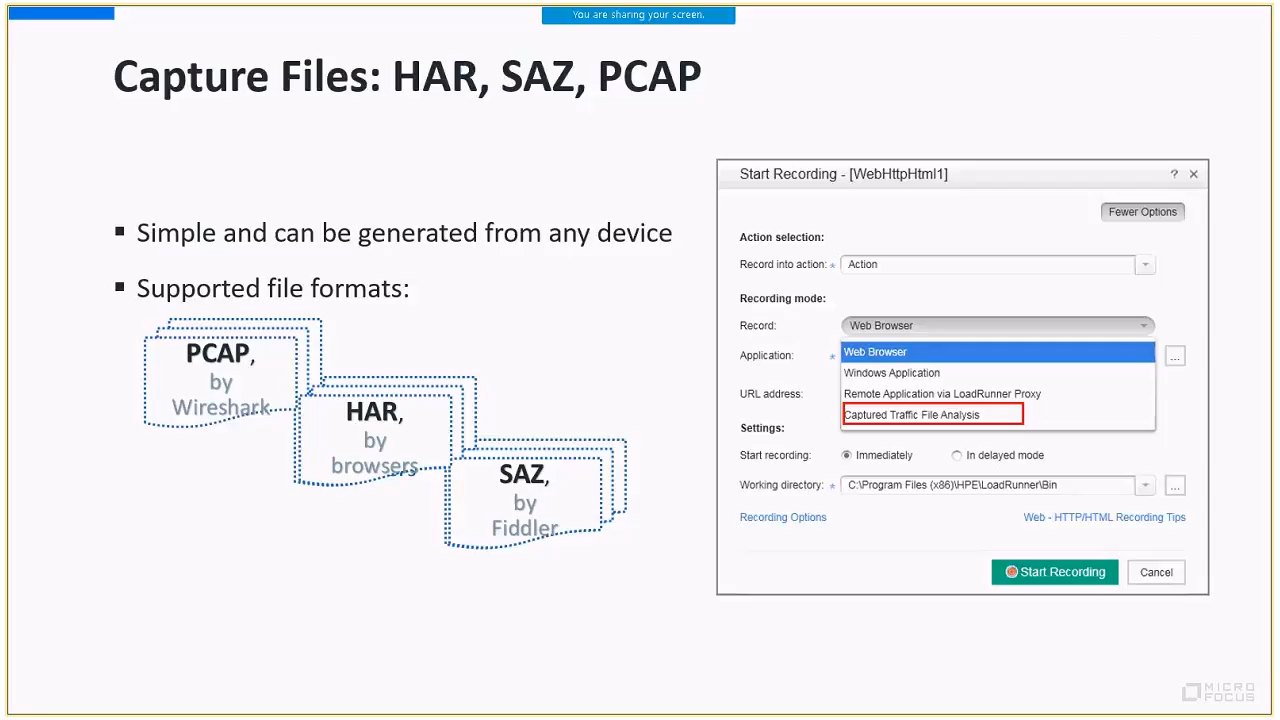 You are sharing your screen.
Capture Files: HAR, SAZ, PCAP
▪ Simple and can be generated from any device
▪ Supported file formats:
PCAP,
by
Wireshark
HAR,
by
browsers
SAZ,
by
Fiddler
Start Recording - [WebHttpHtml1]
? ×
Fewer Options
Action selection:
Record into action: * Action
Recording mode:
Record: Web Browser
Application: * ...
Web Browser
Windows Application
URL address:
Remote Application via LoadRunner Proxy
Captured Traffic File Analysis
Settings:
Start recording: Immediately In delayed mode
Working directory: * C:\Program Files (x86)\HPE\LoadRunner\Bin ...
Recording Options Web - HTTP/HTML Recording Tips
Start Recording Cancel
MICRO
FOCUS